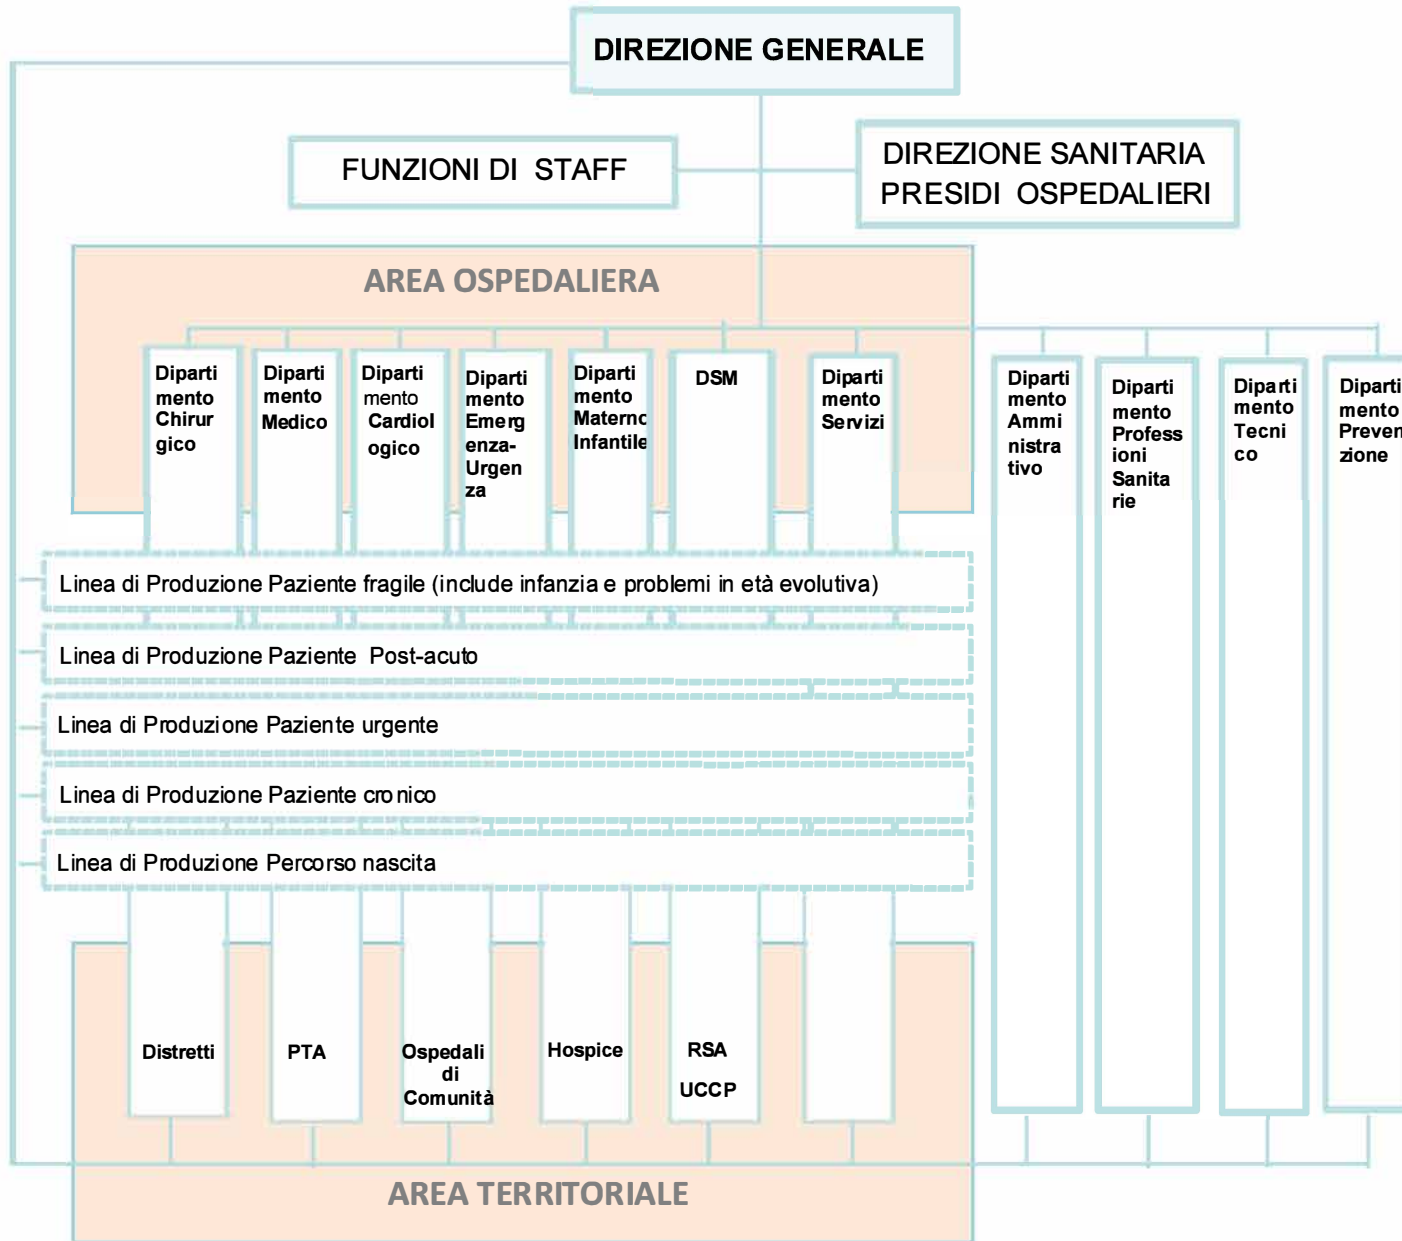 DIREZIONE GENERALE
FUNZIONI DI STAFF
DIREZIONE SANITARIA
PRESIDI OSPEDALIERI
AREA OSPEDALIERA
Diparti
mento
Chirur
gico
Diparti
mento
Medico
Diparti
mento
Cardiol
ogico
Diparti
mento
Emerg
enza-
Urgen
za
Diparti
mento
Materno
Infantile
DSM
Diparti
mento
Servizi
Diparti
mento
Ammi
nistra
tivo
Diparti
mento
Profess
ioni
Sanita
rie
Diparti
mento
Tecni
co
Diparti
mento
Preven
zione
Linea di Produzione Paziente fragile (include infanzia e problemi in età evolutiva)
Linea di Produzione Paziente Post-acuto
Linea di Produzione Paziente urgente
Linea di Produzione Paziente cronico
Linea di Produzione Percorso nascita
Distretti
PTA
Ospedali
di
Comunità
Hospice
RSA
UCCP
AREA TERRITORIALE